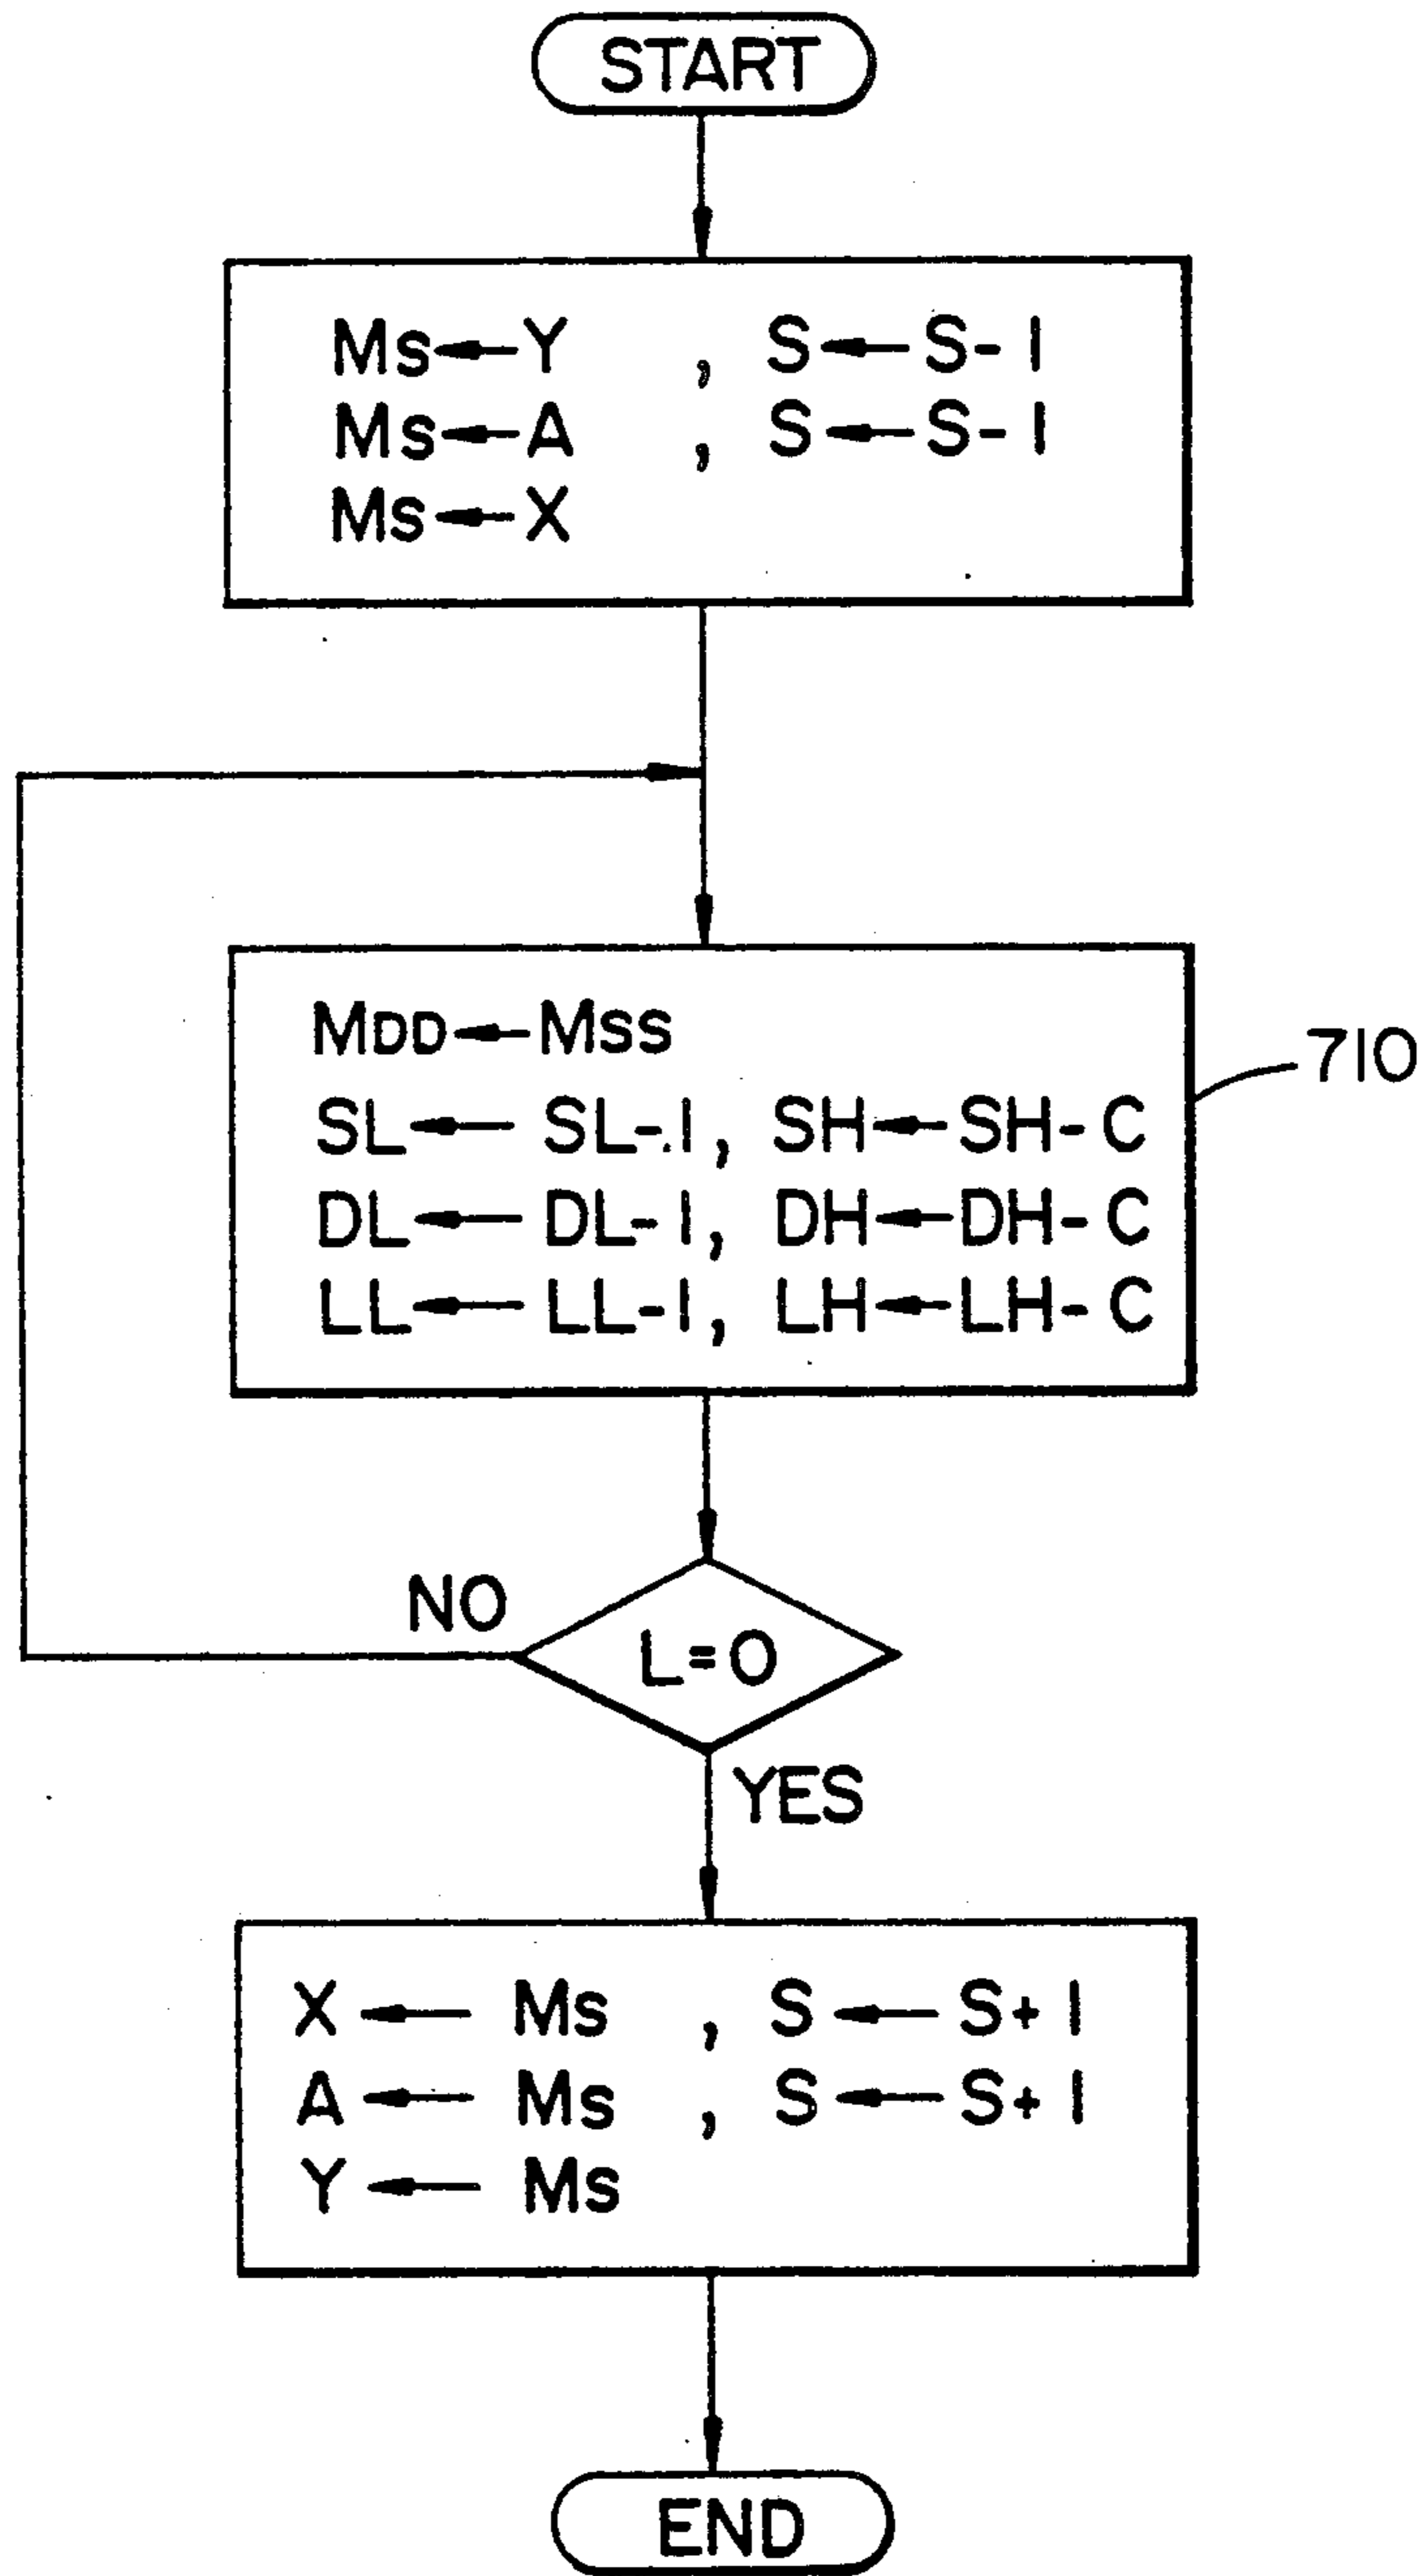 START
Ms←Y , S←S-1
Ms←A , S←S-1
Ms←X
MDD←MSS
SL← SL-1, SH←SH-C
DL← DL-1, DH←DH-C
LL← LL-1, LH←LH-C
710
NO
L=0
YES
X← Ms , S← S+1
A← Ms , S← S+1
Y← Ms
END